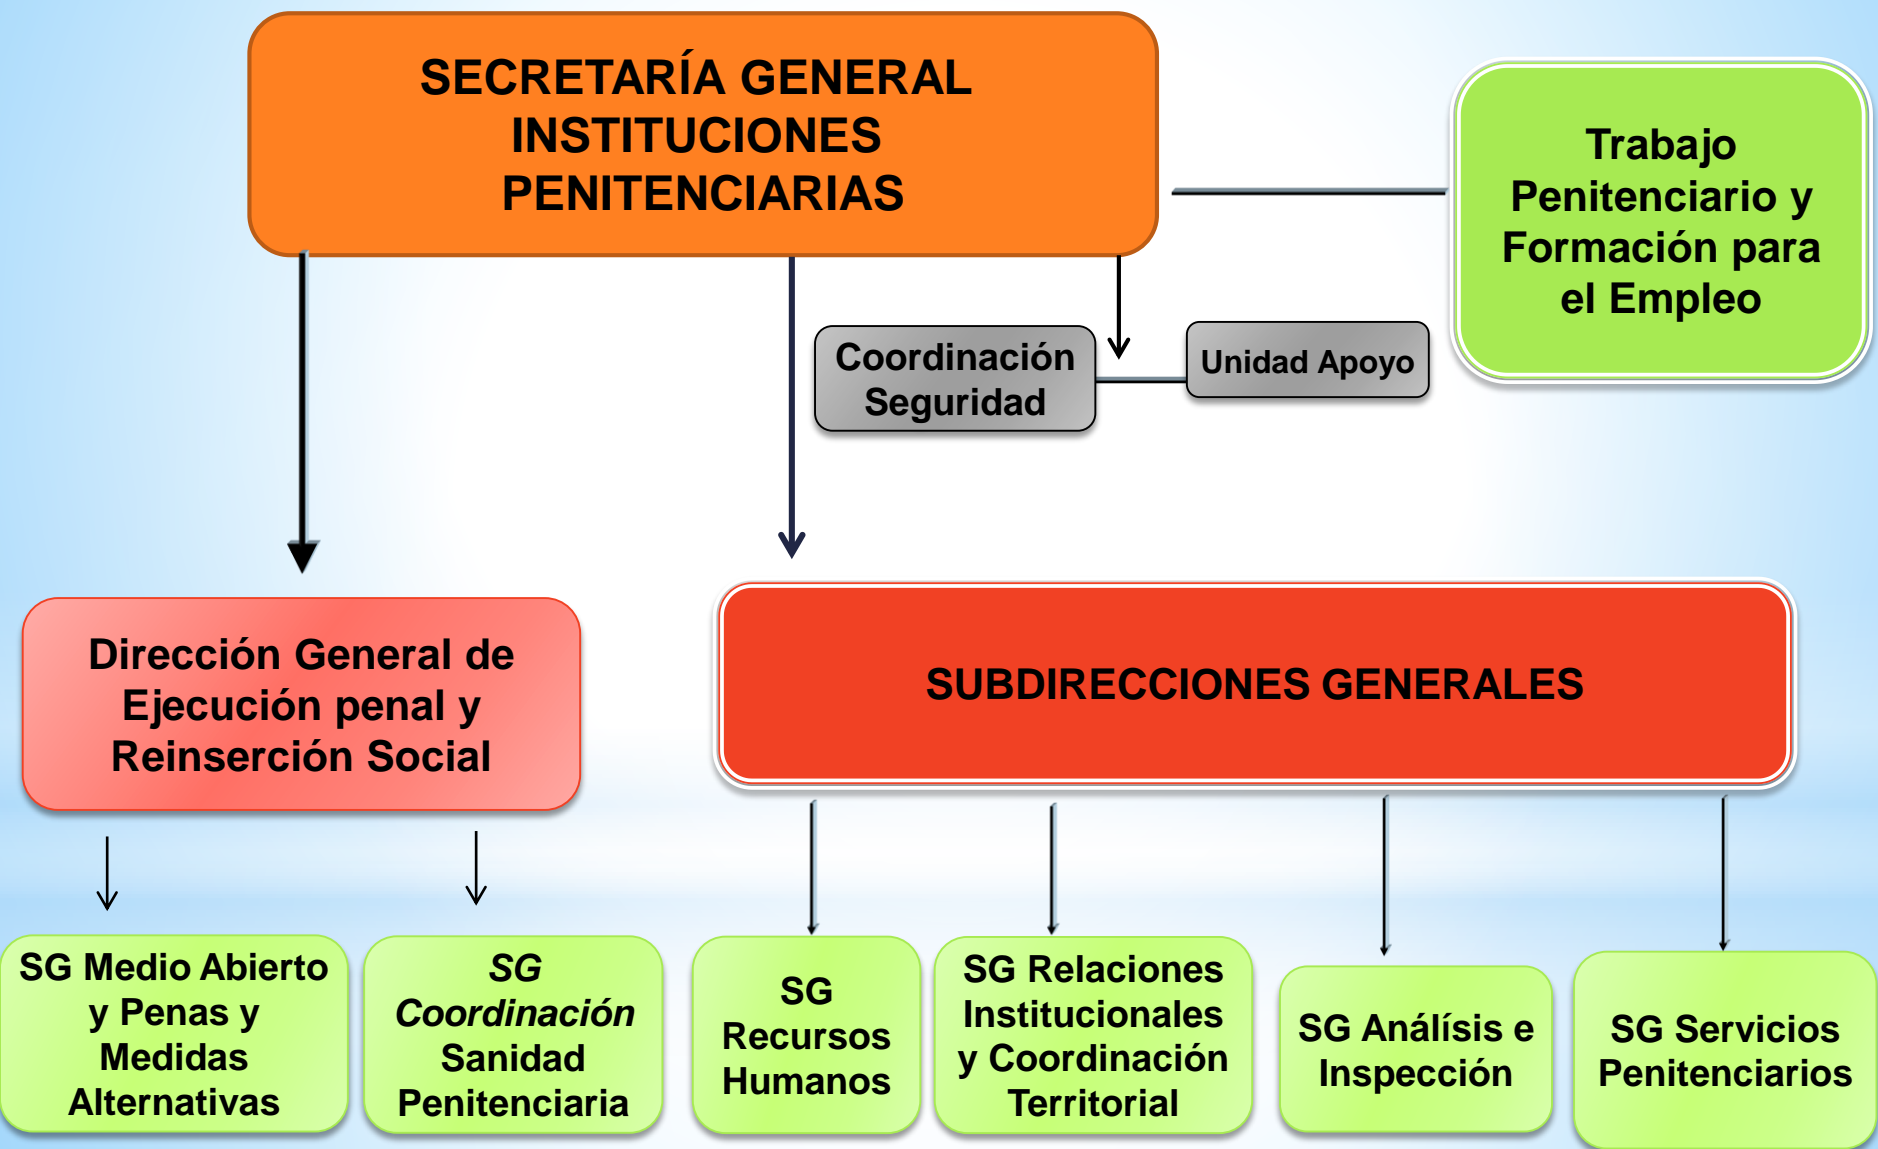 SECRETARÍA GENERAL
INSTITUCIONES
PENITENCIARIAS
Trabajo
Penitenciario y
Formación para
el Empleo
Coordinación
Seguridad
Unidad Apoyo
Dirección General de
Ejecución penal y
Reinserción Social
SUBDIRECCIONES GENERALES
SG Medio Abierto
y Penas y
Medidas
Alternativas
SG
Coordinación
Sanidad
Penitenciaria
SG
Recursos
Humanos
SG Relaciones
Institucionales
y Coordinación
Territorial
SG Análísis e
Inspección
SG Servicios
Penitenciarios